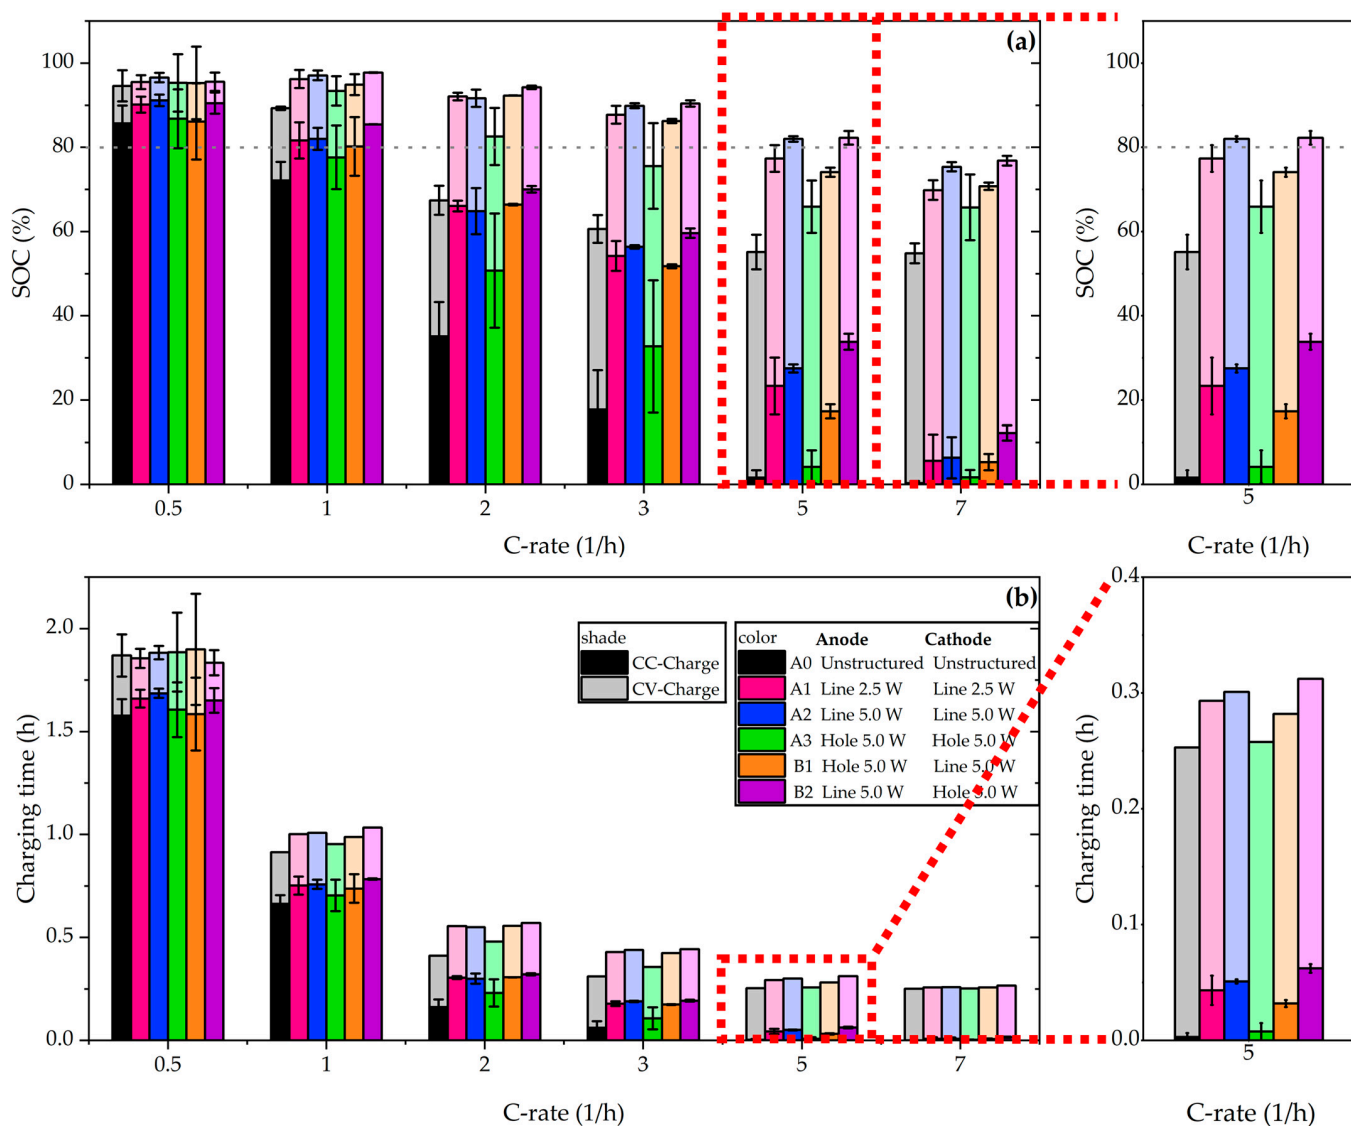 (a)
100
80
60
40
20
0
SOC (%)
0.5 1 2 3 5 7
C-rate (1/h)
100
80
60
40
20
0
SOC (%)
5
C-rate (1/h)
(b)
2.0
1.5
1.0
0.5
0.0
Charging time (h)
shade
CC-Charge
CV-Charge
color Anode Cathode
A0 Unstructured Unstructured
A1 Line 2.5 W Line 2.5 W
A2 Line 5.0 W Line 5.0 W
A3 Hole 5.0 W Hole 5.0 W
B1 Hole 5.0 W Line 5.0 W
B2 Line 5.0 W Hole 5.0 W
0.5 1 2 3 5 7
C-rate (1/h)
0.4
0.3
0.2
0.1
0.0
Charging time (h)
5
C-rate (1/h)